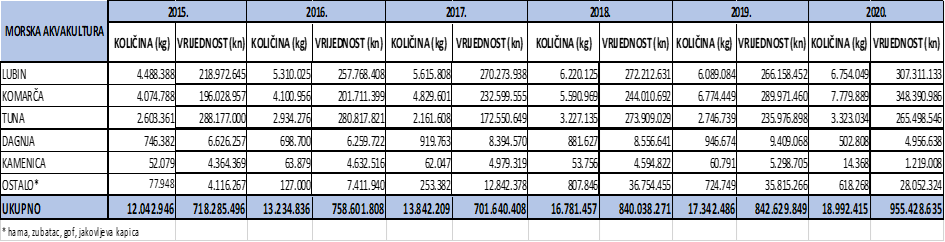 MORSKA AKVAKULTURA 2015. 2016. 2017. 2018. 2019. 2020.
KOLIČINA (kg) VRIJEDNOST (kn) KOLIČINA (kg) VRIJEDNOST (kn) KOLIČINA (kg) VRIJEDNOST (kn) KOLIČINA (kg) VRIJEDNOST (kn) KOLIČINA (kg) VRIJEDNOST (kn) KOLIČINA (kg) VRIJEDNOST (kn)
LUBIN 4.488.388 218.972.645 5.310.025 257.768.408 5.615.808 270.273.938 6.220.125 272.212.631 6.089.084 266.158.452 6.754.049 307.311.133
KOMARČA 4.074.788 196.028.957 4.100.956 201.711.399 4.829.601 232.599.555 5.590.969 244.010.692 6.774.449 289.971.460 7.779.889 348.390.986
TUNA 2.603.361 288.177.000 2.934.276 280.817.821 2.161.608 172.550.649 3.227.135 273.909.029 2.746.739 235.976.898 3.323.034 265.498.546
DAGNJA 746.382 6.626.257 698.700 6.259.722 919.763 8.394.570 881.627 8.556.641 946.674 9.409.068 502.808 4.956.638
KAMENICA 52.079 4.364.369 63.879 4.632.516 62.047 4.979.319 53.756 4.594.822 60.791 5.298.705 14.368 1.219.008
OSTALO* 77.948 4.116.267 127.000 7.411.940 253.382 12.842.378 807.846 36.754.455 724.749 35.815.266 618.268 28.052.324
UKUPNO 12.042.946 718.285.496 13.234.836 758.601.808 13.842.209 701.640.408 16.781.457 840.038.271 17.342.486 842.629.849 18.992.415 955.428.635
* hama, zubatac, gof, jakovljeva kapica